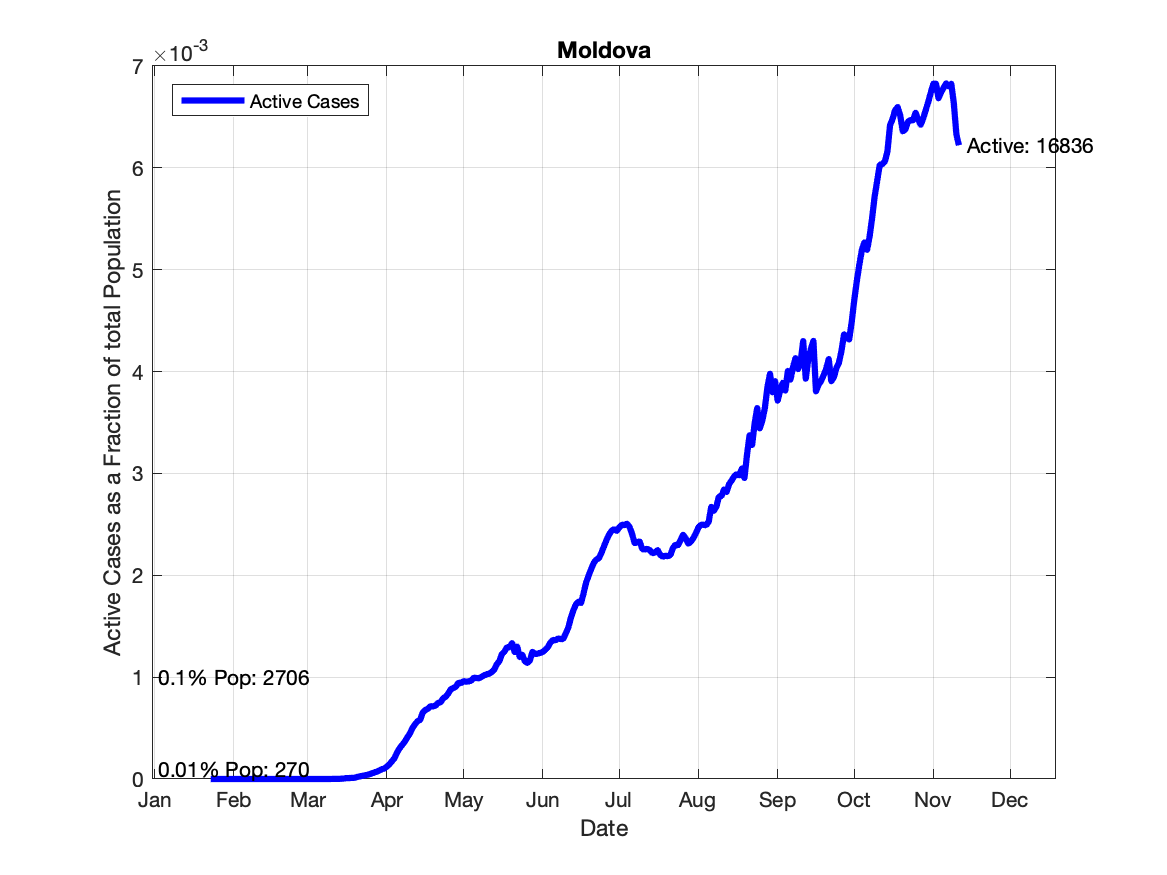 Moldova
×10-3
7
6
5
4
3
2
1
0
Active Cases
Active: 16836
0.1% Pop: 2706
0.01% Pop: 270
Active Cases as a Fraction of total Population
Jan Feb Mar Apr May Jun Jul Aug Sep Oct Nov Dec
Date